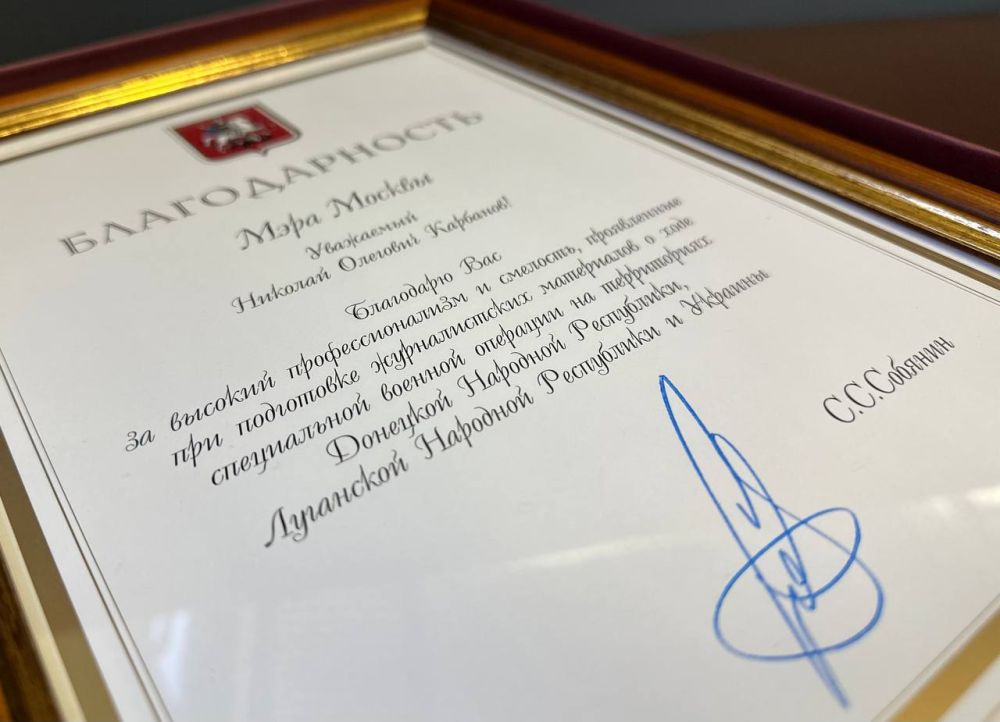 БЛАГОДАРНОСТЬ
Мэра Москвы
Уважаемый
Николай Олегович Карбанов!
Благодарю Вас
за высокий профессионализм и смелость, проявленные
при подготовке журналистских материалов о ходе
специальной военной операции на территориях
Донецкой Народной Республики,
Луганской Народной Республики и Украины
С.С.Собянин